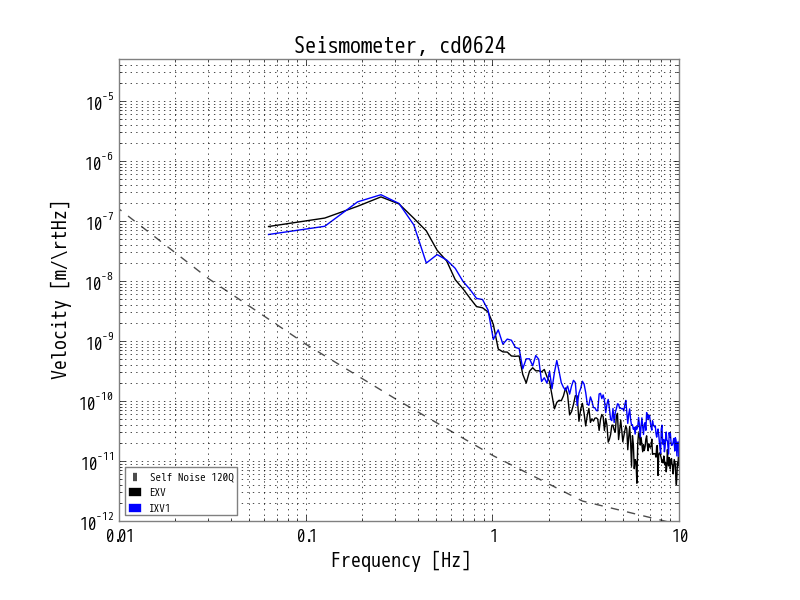 Seismometer, cd0624
Velocity [m/\rtHz]
10^-5
10^-6
10^-7
10^-8
10^-9
10^-10
10^-11
10^-12
Self Noise 120Q
EXV
IXV1
0.01 0.1 1 10
Frequency [Hz]